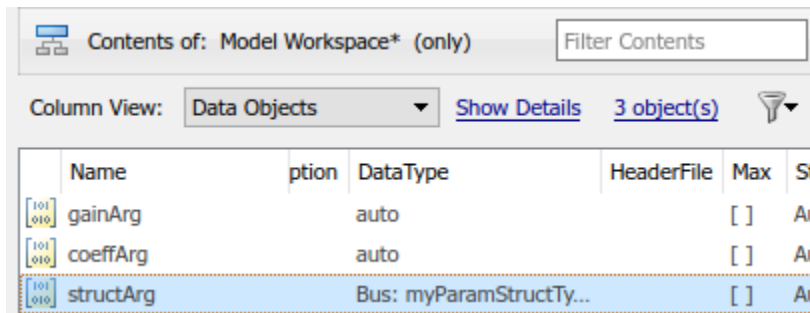 Contents of: Model Workspace* (only) Filter Contents
Column View: Data Objects Show Details 3 object(s)
Name ption DataType HeaderFile Max
gainArg auto [ ]
coeffArg auto [ ]
structArg Bus: myParamStructTy... [ ]